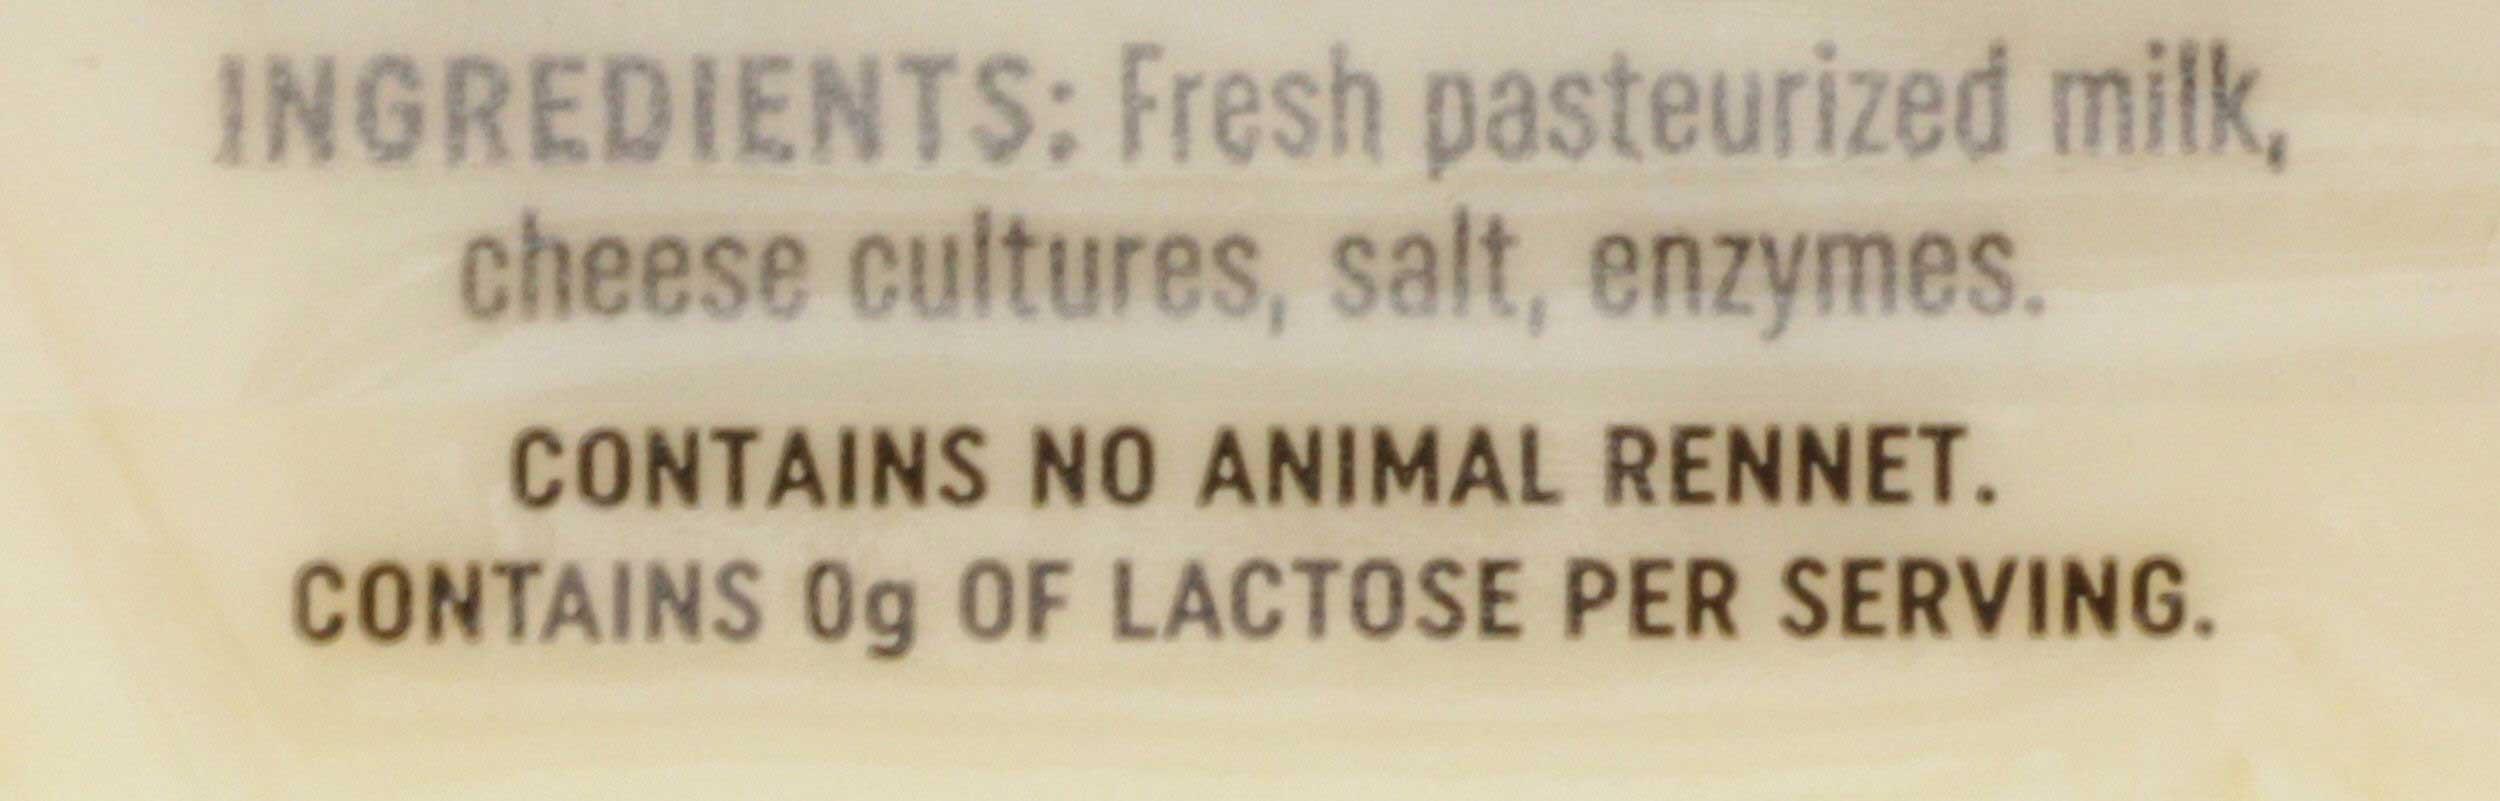 INGREDIENTS: Fresh pasteurized milk,
cheese cultures, salt, enzymes.
CONTAINS NO ANIMAL RENNET.
CONTAINS 0g OF LACTOSE PER SERVING.